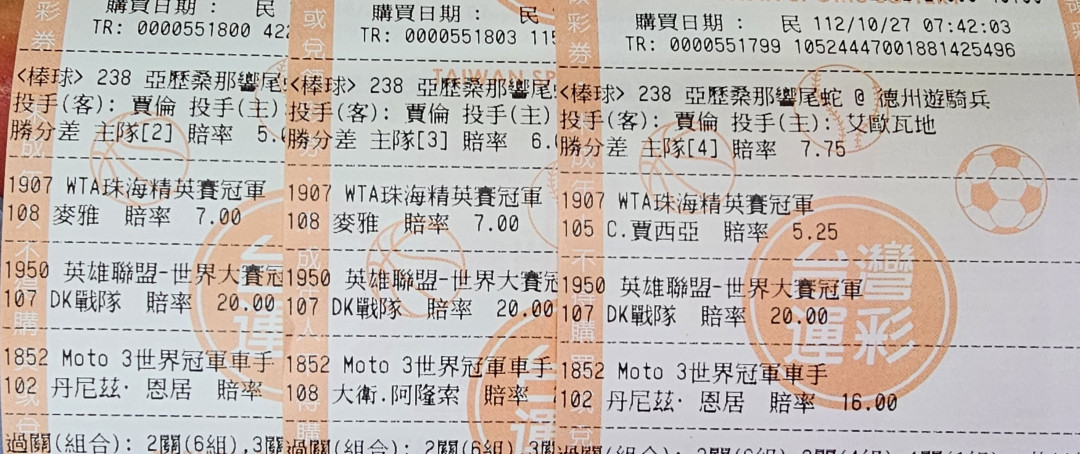 購買日期： 民
TR: 0000551800 422
<棒球> 238 亞歷桑那響尾
投手(客): 賈倫 投手(主)
勝分差 主隊[2] 賠率 5.
1907 WTA珠海精英賽冠軍
108 麥雅 賠率 7.00
1950 英雄聯盟-世界大賽冠
107 DK戰隊 賠率 20.00
1852 Moto 3世界冠軍車手
102 丹尼茲· 恩居 賠率
過關(組合): 2關(6組),3關
購買日期： 民
TR: 0000551803 115
<棒球> 238 亞歷桑那響尾
投手(客): 賈倫 投手(主)
勝分差 主隊[3] 賠率 6.
1907 WTA珠海精英賽冠軍
108 麥雅 賠率 7.00
1950 英雄聯盟-世界大賽冠
107 DK戰隊 賠率 20.00
1852 Moto 3世界冠軍車手
108 大衛.阿隆索 賠率
過關(組合): 2關(6組),3關
購買日期： 民 112/10/27 07:42:03
TR: 0000551799 105244470018814​25496
<棒球> 238 亞歷桑那響尾蛇 @ 德州遊騎兵
投手(客): 賈倫 投手(主): 艾歐瓦地
勝分差 主隊[4] 賠率 7.75
1907 WTA珠海精英賽冠軍
105 C.賈西亞 賠率 5.25
1950 英雄聯盟-世界大賽冠軍
107 DK戰隊 賠率 20.00
1852 Moto 3世界冠軍車手
102 丹尼茲· 恩居 賠率 16.00
台灣
運彩